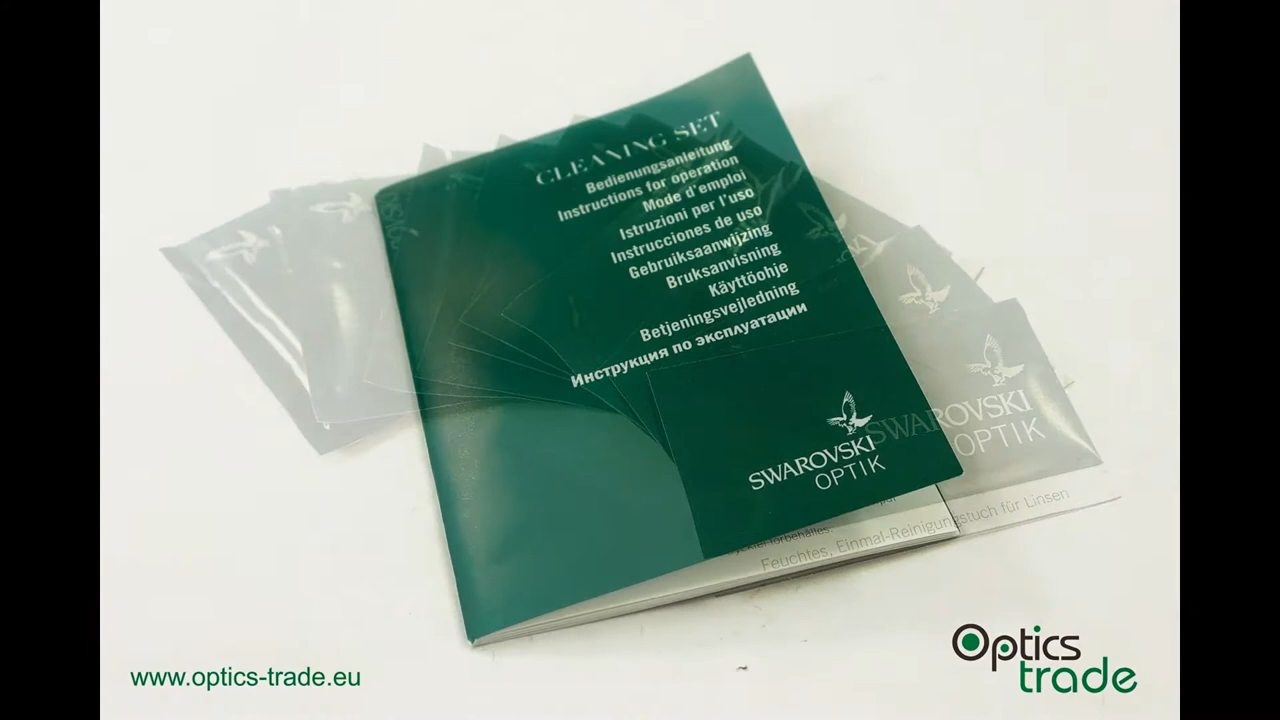 CLEANING SET
Bedienungsanleitung
Instructions for operation
Mode d'emploi
Istruzioni per l'uso
Instrucciones de uso
Gebruiksaanwijzing
Bruksanvisning
Käyttöohje
Betjeningsvejledning
Инструкция по эксплуатации
SWAROVSKI
OPTIK
SWAROVSKI
OPTIK
Feuchtes, Einmal-Reinigungstuch für Linsen
www.optics-trade.eu
Optics
trade